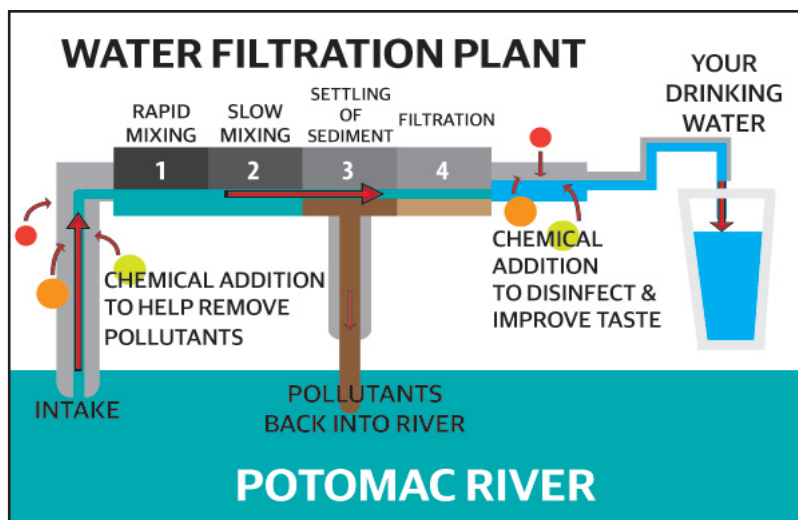 WATER FILTRATION PLANT
YOUR
DRINKING
WATER
RAPID
MIXING
SLOW
MIXING
SETTLING
OF
SEDIMENT
FILTRATION
1
2
3
4
CHEMICAL ADDITION
TO HELP REMOVE
POLLUTANTS
CHEMICAL
ADDITION
TO DISINFECT &
IMPROVE TASTE
INTAKE
POLLUTANTS
BACK INTO RIVER
POTOMAC RIVER